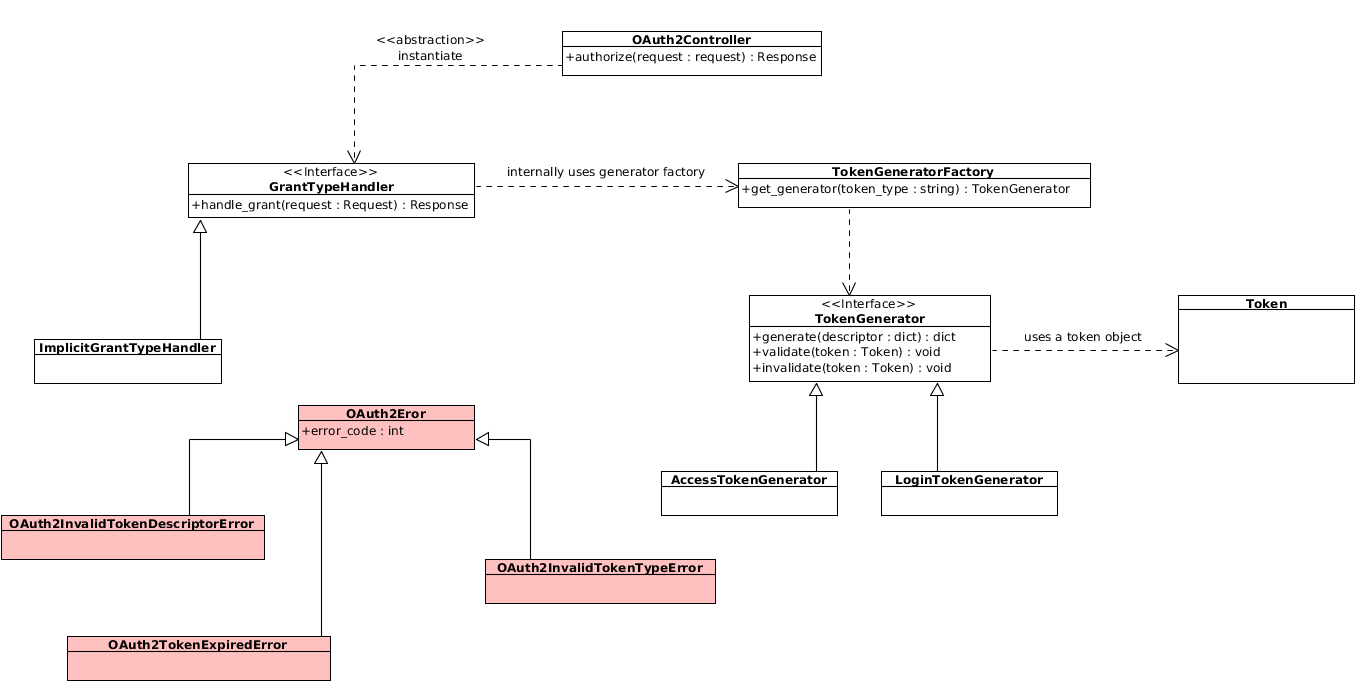 <<abstraction>>
instantiate
OAuth2Controller
+authorize(request : request) : Response
<<Interface>>
GrantTypeHandler
+handle_grant(request : Request) : Response
internally uses generator factory
TokenGeneratorFactory
+get_generator(token_type : string) : TokenGenerator
<<Interface>>
TokenGenerator
+generate(descriptor : dict) : dict
+validate(token : Token) : void
+invalidate(token : Token) : void
uses a token object
Token
ImplicitGrantTypeHandler
OAuth2Eror
+error_code : int
AccessTokenGenerator
LoginTokenGenerator
OAuth2InvalidTokenDescriptorError
OAuth2InvalidTokenTypeError
OAuth2TokenExpiredError